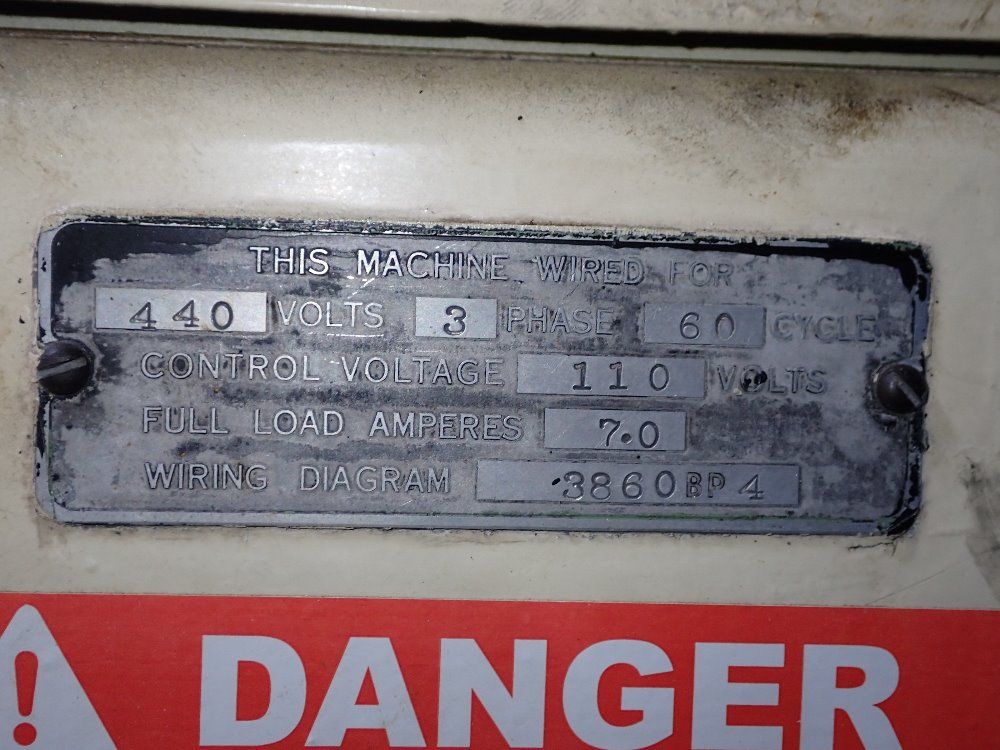 THIS MACHINE WIRED FOR
440 VOLTS 3 PHASE 60 CYCLE
CONTROL VOLTAGE 110 VOLTS
FULL LOAD AMPERES 7.0
WIRING DIAGRAM 3860BP4
! DANGER